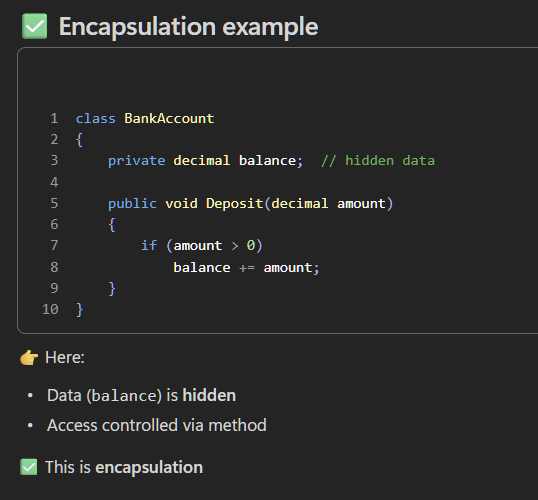 ✅ Encapsulation example
1 class BankAccount
2 {
3     private decimal balance;  // hidden data
4
5     public void Deposit(decimal amount)
6     {
7         if (amount > 0)
8             balance += amount;
9     }
10 }
👉 Here:
• Data (balance) is hidden
• Access controlled via method
✅ This is encapsulation